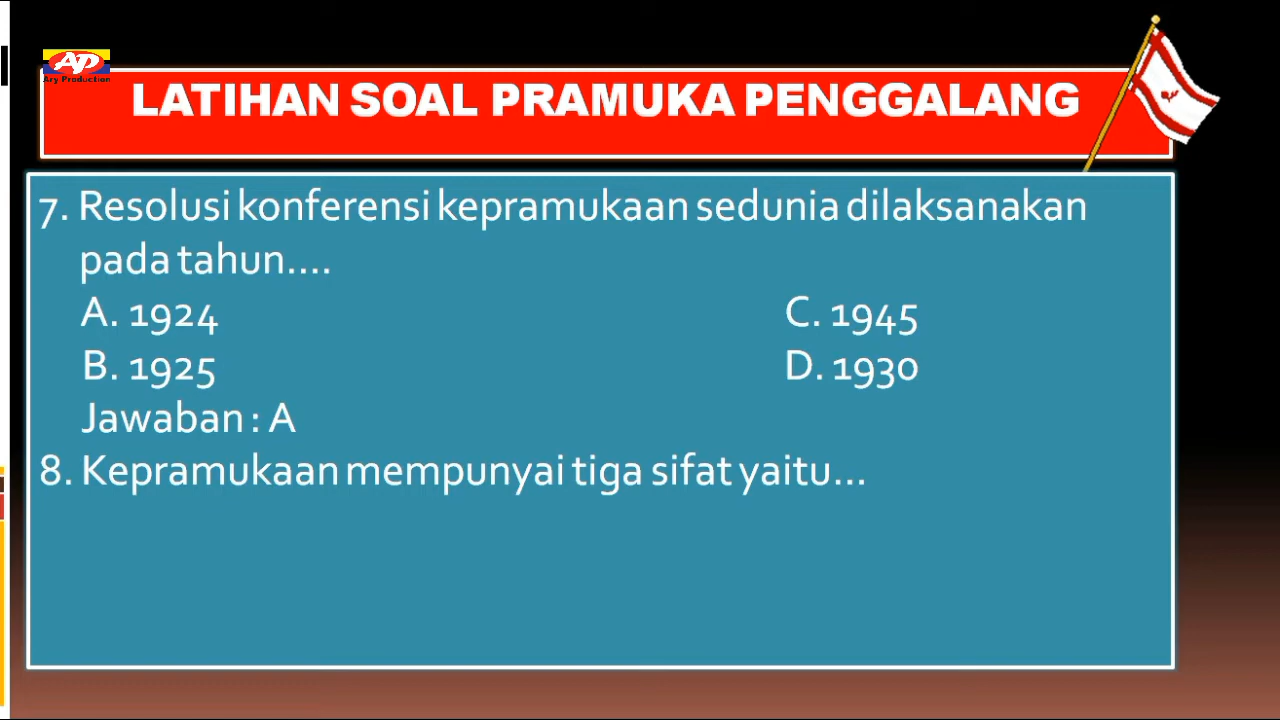 AP
Ary Production
LATIHAN SOAL PRAMUKA PENGGALANG
7. Resolusi konferensi kepramukaan sedunia dilaksanakan
pada tahun....
A. 1924 C. 1945
B. 1925 D. 1930
Jawaban : A
8. Kepramukaan mempunyai tiga sifat yaitu...